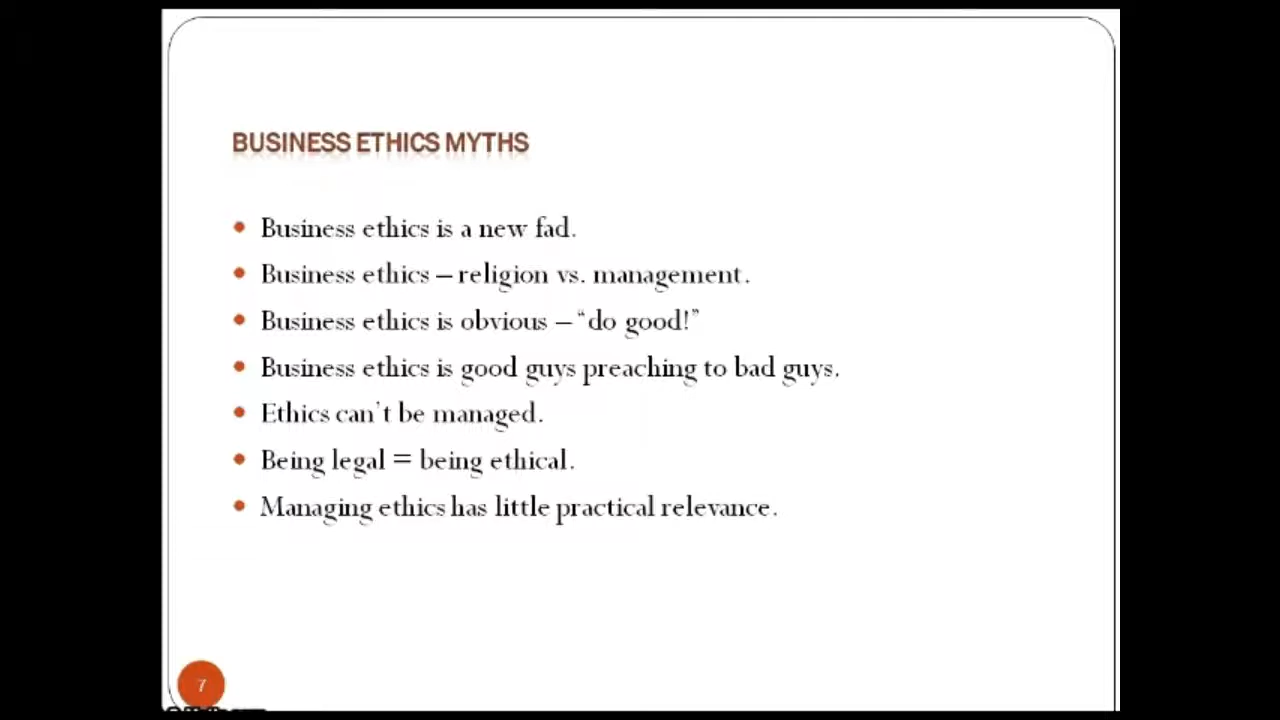 BUSINESS ETHICS MYTHS
• Business ethics is a new fad.
• Business ethics – religion vs. management.
• Business ethics is obvious – “do good!”
• Business ethics is good guys preaching to bad guys.
• Ethics can’t be managed.
• Being legal = being ethical.
• Managing ethics has little practical relevance.
7